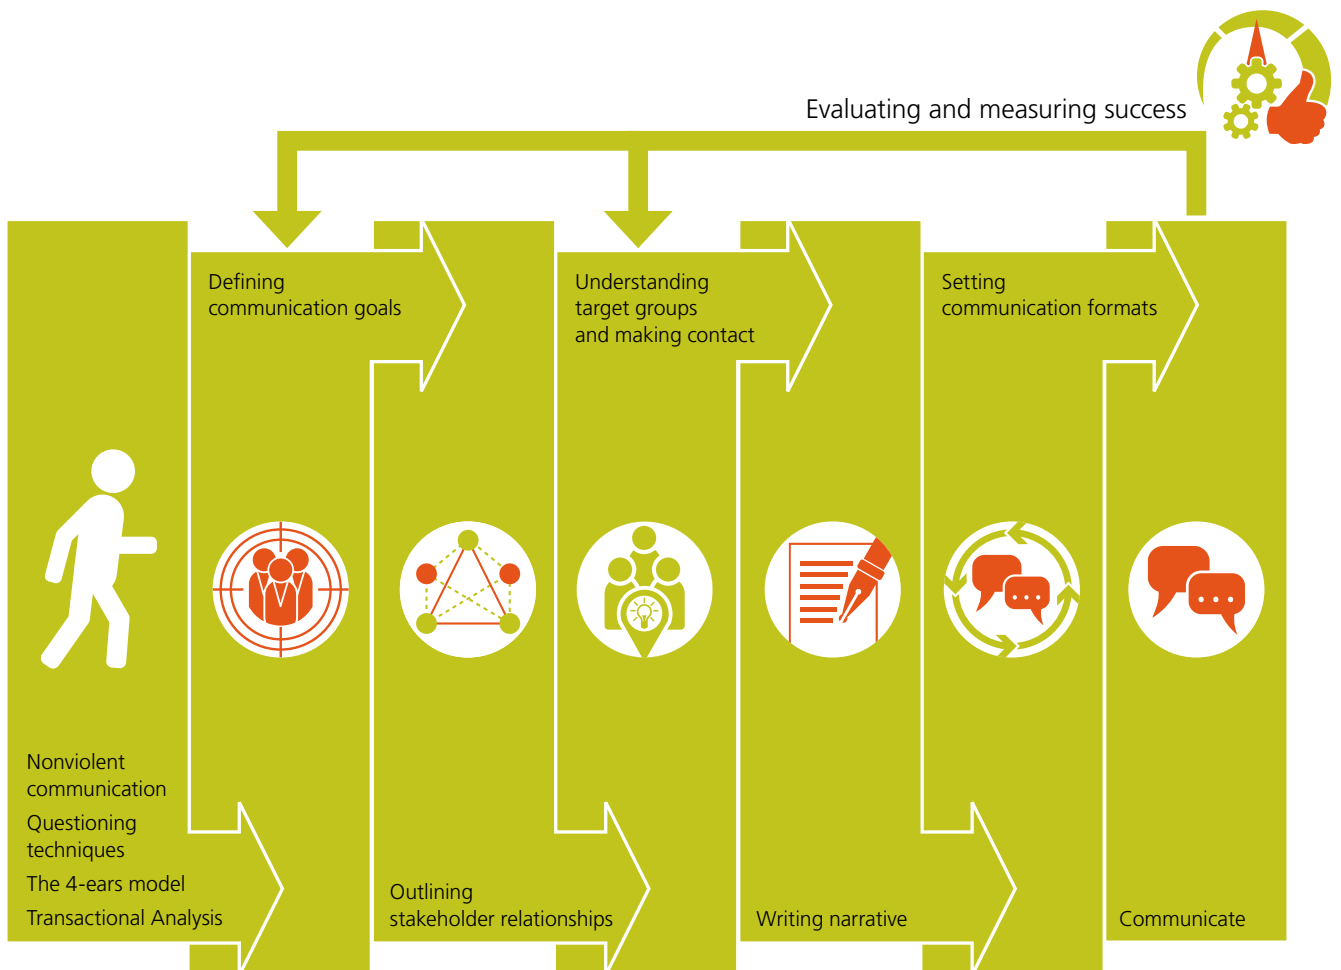 Evaluating and measuring success
Defining
communication goals
Understanding
target groups
and making contact
Setting
communication formats
Nonviolent
communication
Questioning
techniques
The 4-ears model
Transactional Analysis
Outlining
stakeholder relationships
Writing narrative
Communicate